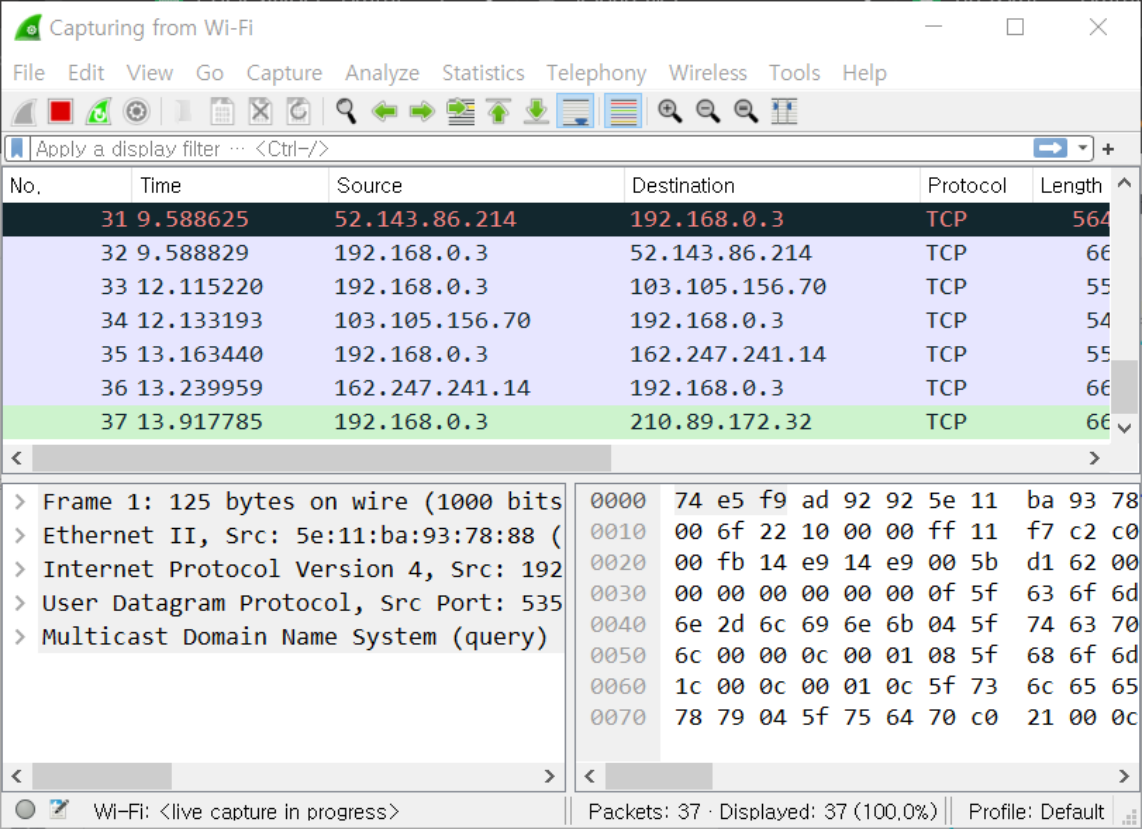 Capturing from Wi-Fi
File Edit View Go Capture Analyze Statistics Telephony Wireless Tools Help
Apply a display filter … <Ctrl-/>
No. Time Source Destination Protocol Length
31 9.588625 52.143.86.214 192.168.0.3 TCP 564
32 9.588829 192.168.0.3 52.143.86.214 TCP 66
33 12.115220 192.168.0.3 103.105.156.70 TCP 55
34 12.133193 103.105.156.70 192.168.0.3 TCP 54
35 13.163440 192.168.0.3 162.247.241.14 TCP 55
36 13.239959 162.247.241.14 192.168.0.3 TCP 66
37 13.917785 192.168.0.3 210.89.172.32 TCP 66
Frame 1: 125 bytes on wire (1000 bits
Ethernet II, Src: 5e:11:ba:93:78:88 (
Internet Protocol Version 4, Src: 192
User Datagram Protocol, Src Port: 535
Multicast Domain Name System (query)
0000 74 e5 f9 ad 92 92 5e 11 ba 93 78
0010 00 6f 22 10 00 00 ff 11 f7 c2 c0
0020 00 fb 14 e9 14 e9 00 5b d1 62 00
0030 00 00 00 00 00 00 0f 5f 63 6f 6d
0040 6e 2d 6c 69 6e 6b 04 5f 74 63 70
0050 6c 00 00 0c 00 01 08 5f 68 6f 6d
0060 1c 00 0c 00 01 0c 5f 73 6c 65 65
0070 78 79 04 5f 75 64 70 c0 21 00 0c
Wi-Fi: <live capture in progress> Packets: 37 · Displayed: 37 (100.0%) Profile: Default